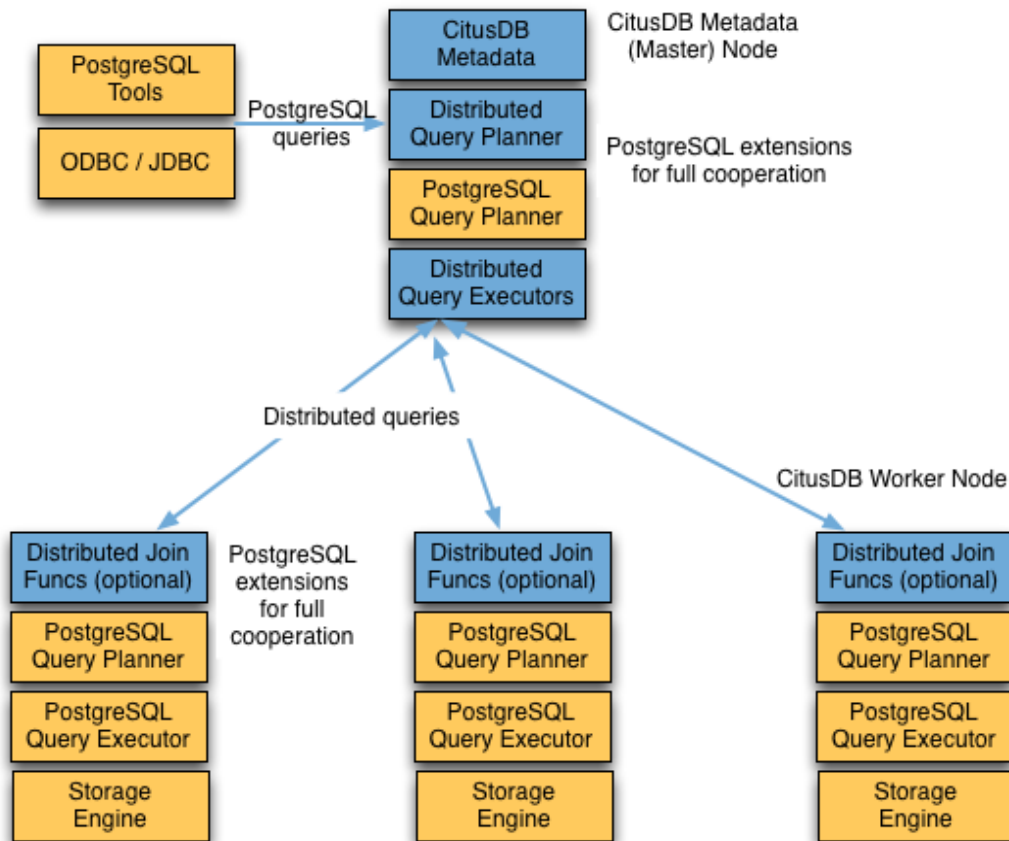 CitusDB
Metadata
CitusDB Metadata
(Master) Node
PostgreSQL
Tools
ODBC / JDBC
PostgreSQL
queries
Distributed
Query Planner
PostgreSQL extensions
for full cooperation
PostgreSQL
Query Planner
Distributed
Query Executors
Distributed queries
CitusDB Worker Node
Distributed Join
Funcs (optional)
PostgreSQL
extensions
for full
cooperation
PostgreSQL
Query Planner
PostgreSQL
Query Executor
Storage
Engine
Distributed Join
Funcs (optional)
PostgreSQL
Query Planner
PostgreSQL
Query Executor
Storage
Engine
Distributed Join
Funcs (optional)
PostgreSQL
Query Planner
PostgreSQL
Query Executor
Storage
Engine